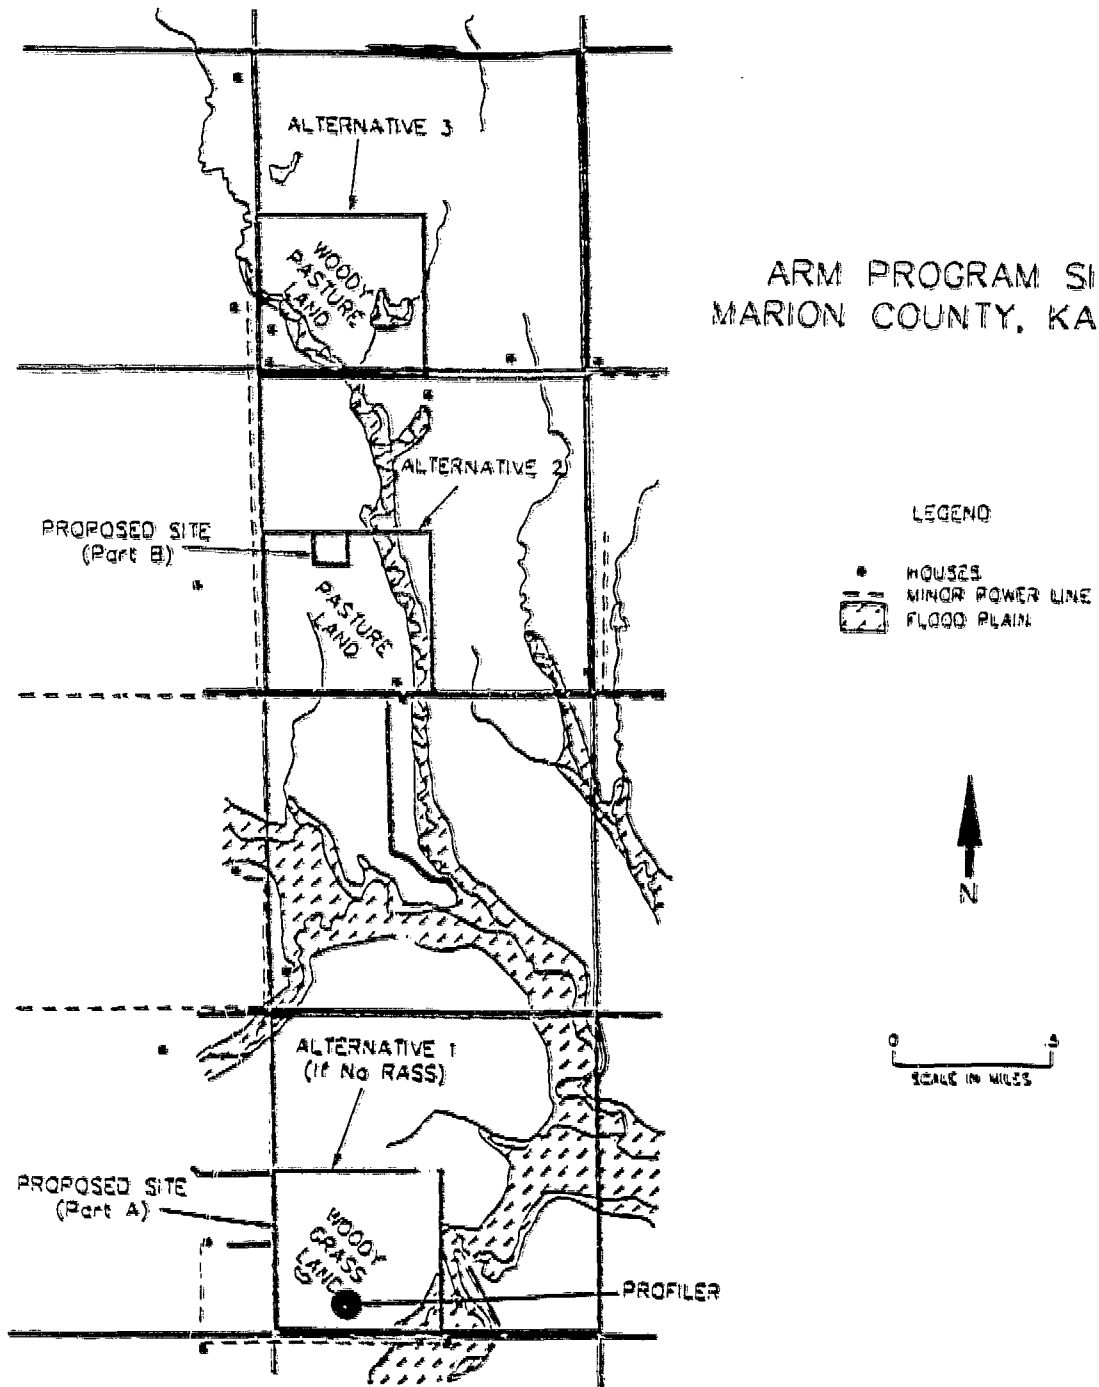 ALTERNATIVE 3
WOODY
PASTURE
LAND
ARM PROGRAM SI
MARION COUNTY, KA
ALTERNATIVE 2
PROPOSED SITE
(Part B)
PASTURE
LAND
LEGEND
HOUSES
MINOR POWER LINE
FLOOD PLAIN
N
0 .5
SCALE IN MILES
ALTERNATIVE 1
(If No RASS)
PROPOSED SITE
(Part A)
WOODY
GRASS
LANDS
PROFILER